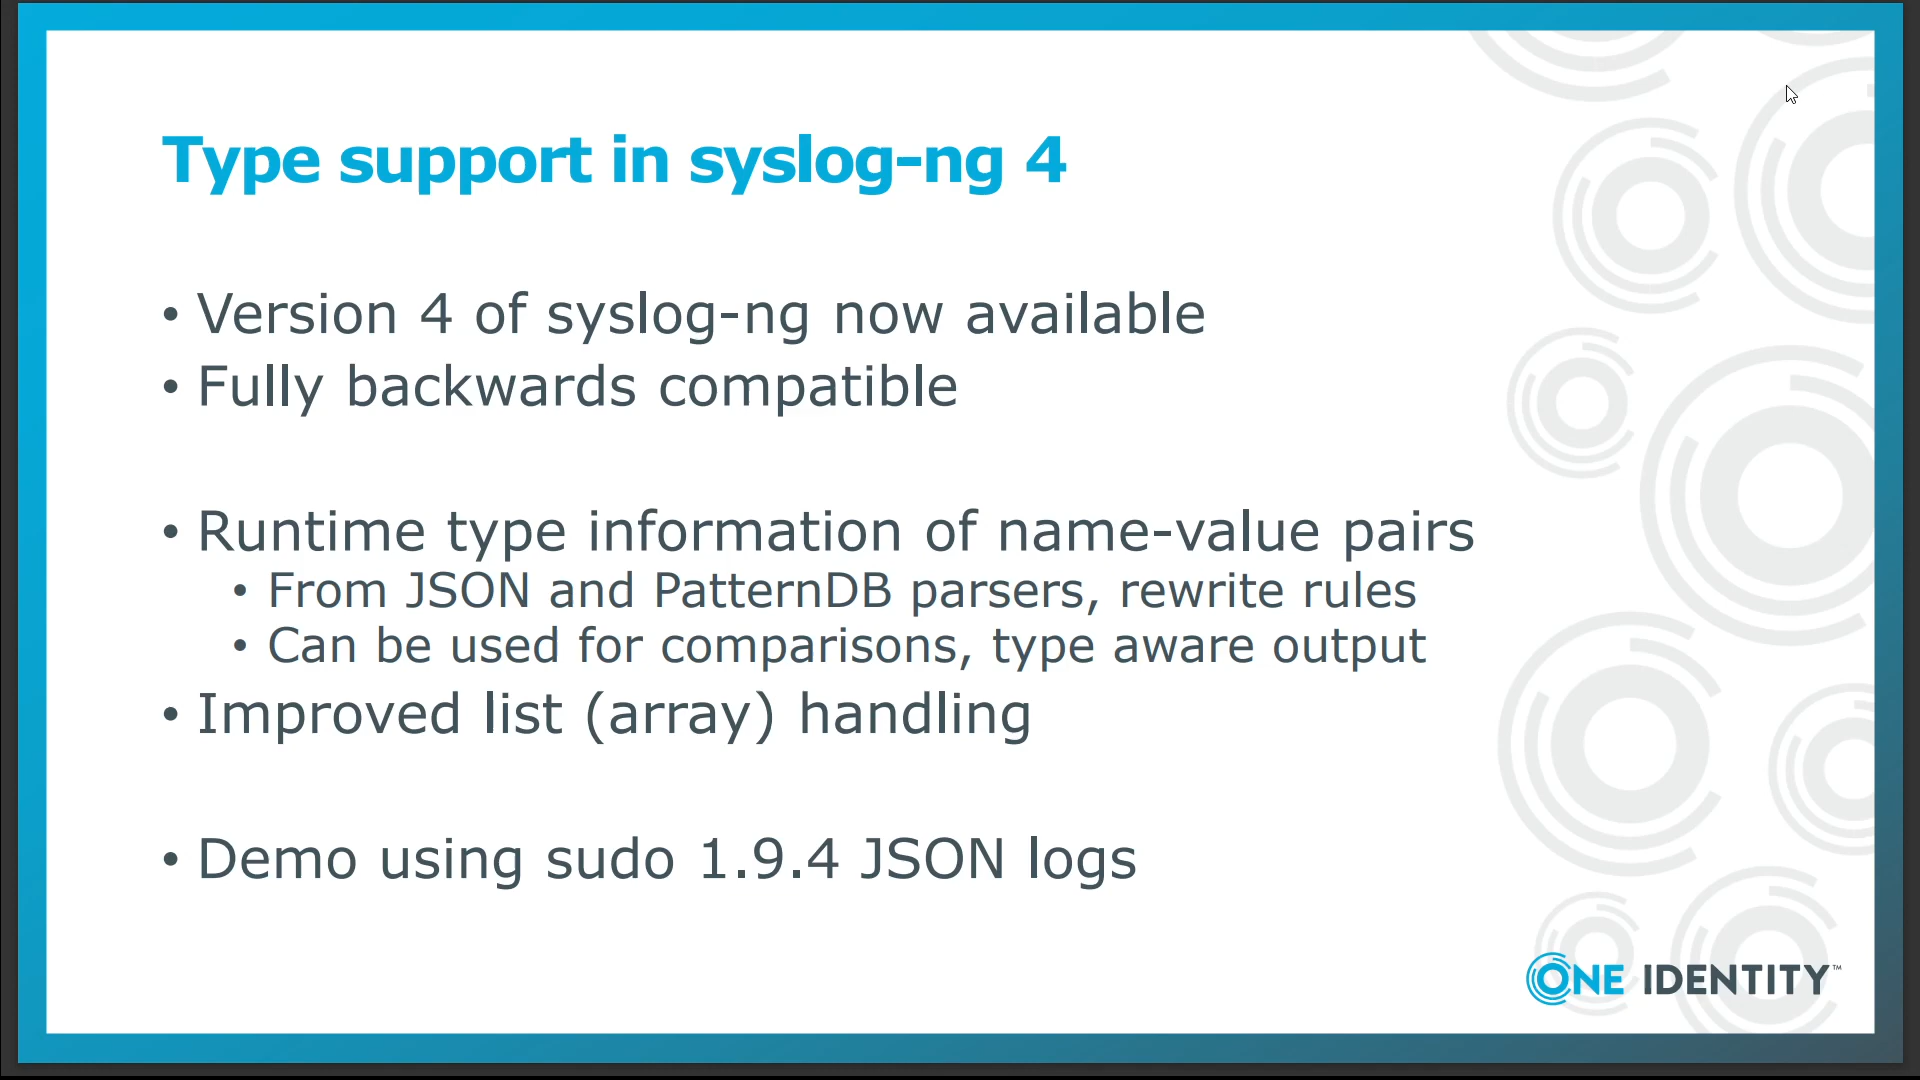 Type support in syslog-ng 4
• Version 4 of syslog-ng now available
• Fully backwards compatible
• Runtime type information of name-value pairs
• From JSON and PatternDB parsers, rewrite rules
• Can be used for comparisons, type aware output
• Improved list (array) handling
• Demo using sudo 1.9.4 JSON logs
ONE IDENTITY™